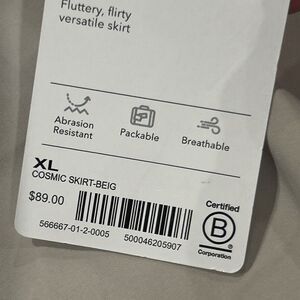 Fluttery, flirty
versatile skirt
Abrasion
Resistant
Packable
Breathable
XL
COSMIC SKIRT-BEIG
$89.00
566667-01-2-0005
500046205907
Certified
B
®
Corporation